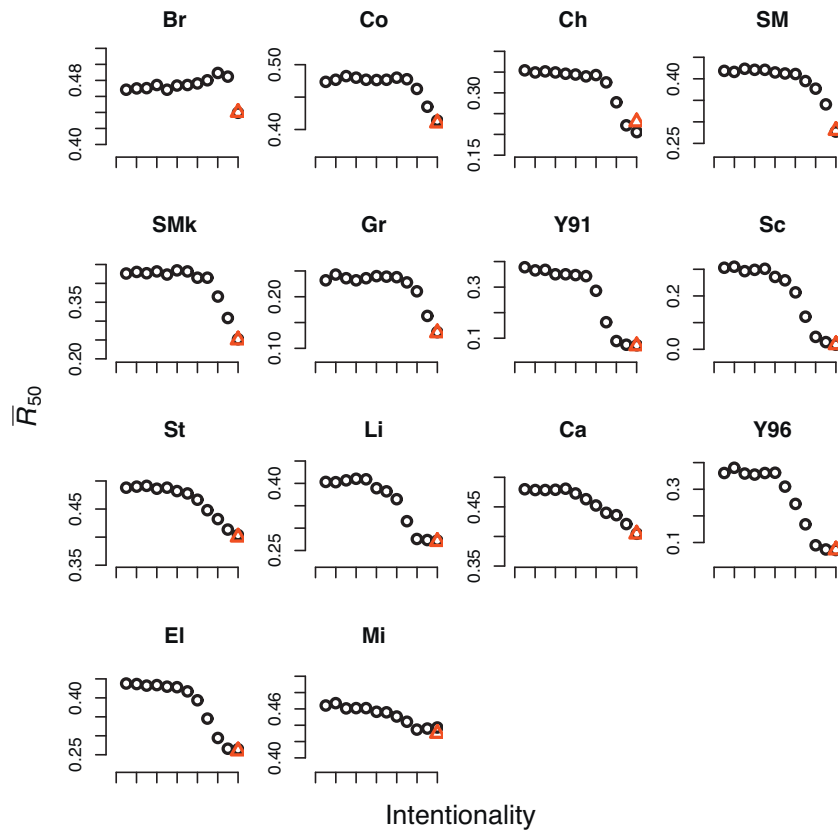 Br
Co
Ch
SM
0.40 0.48
0.40 0.50
0.15 0.30
0.25 0.40
SMk
Gr
Y91
Sc
0.20 0.35
0.10 0.20
0.1 0.3
0.0 0.2
R̅50
St
Li
Ca
Y96
0.35 0.45
0.25 0.40
0.35 0.45
0.1 0.3
El
Mi
0.25 0.40
0.40 0.46
Intentionality